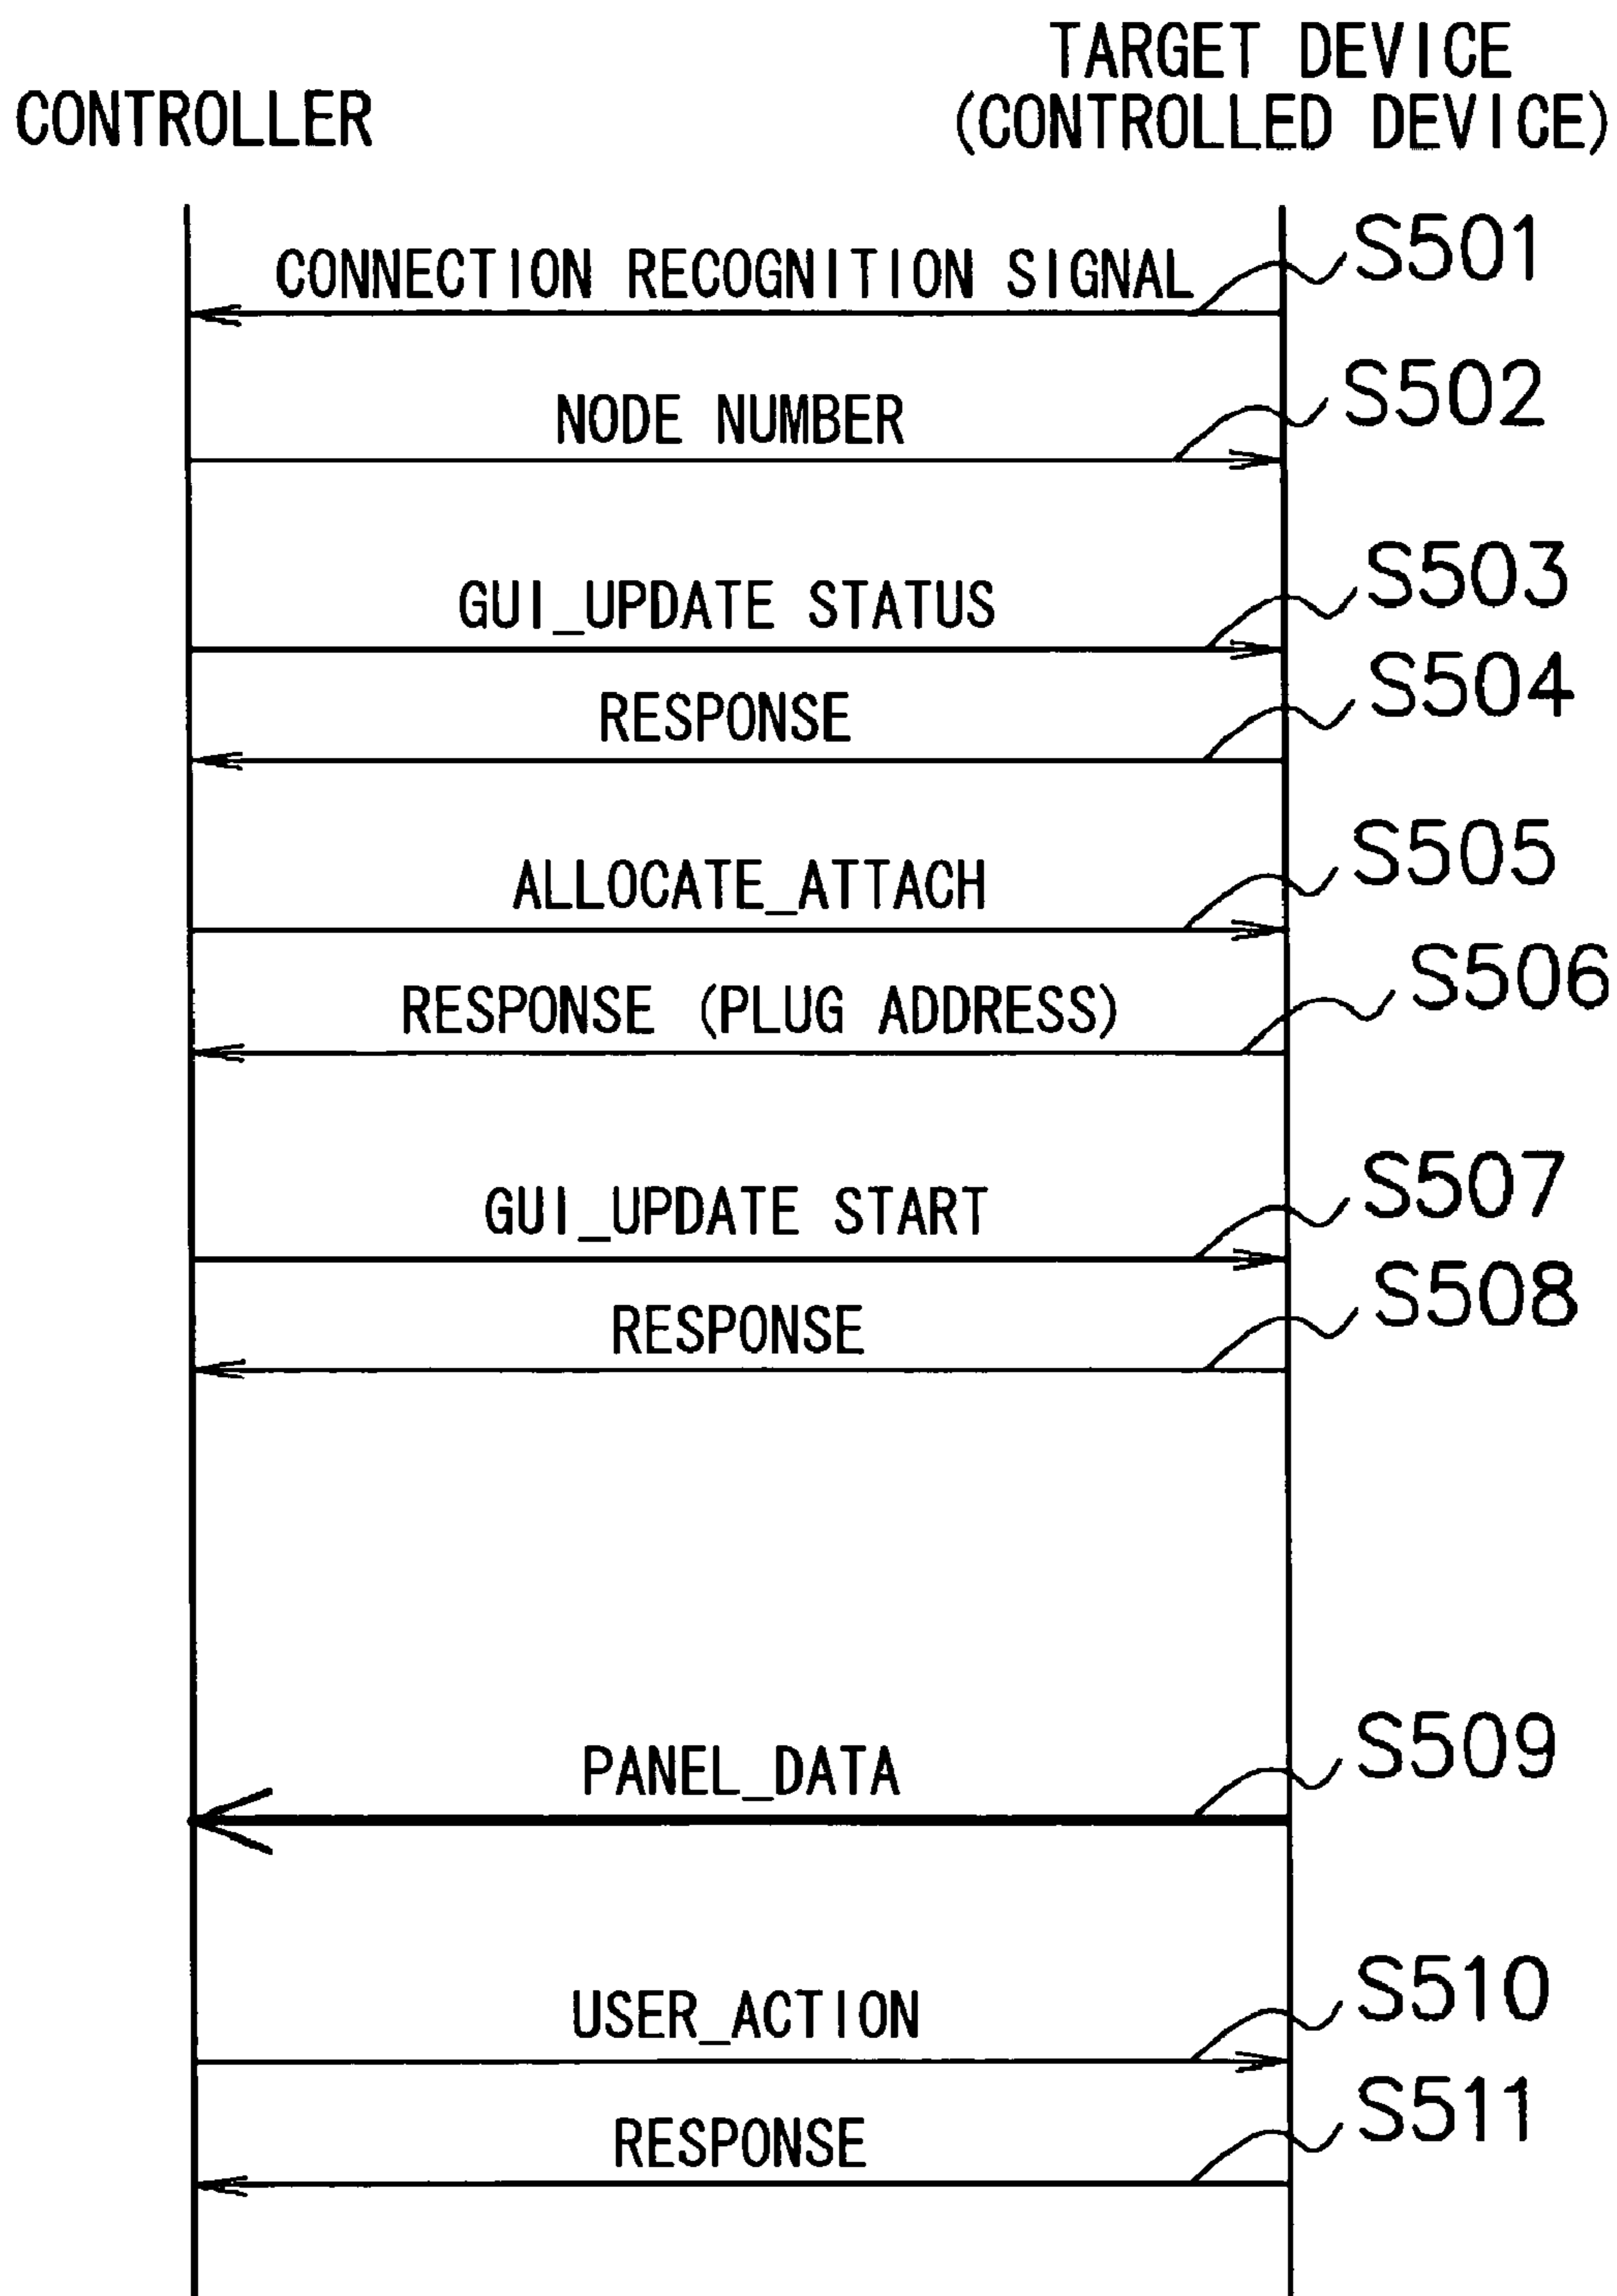 TARGET DEVICE
CONTROLLER
(CONTROLLED DEVICE)
S501
CONNECTION RECOGNITION SIGNAL
S502
NODE NUMBER
S503
GUI_UPDATE STATUS
S504
RESPONSE
S505
ALLOCATE_ATTACH
S506
RESPONSE (PLUG ADDRESS)
S507
GUI_UPDATE START
S508
RESPONSE
S509
PANEL_DATA
S510
USER_ACTION
S511
RESPONSE